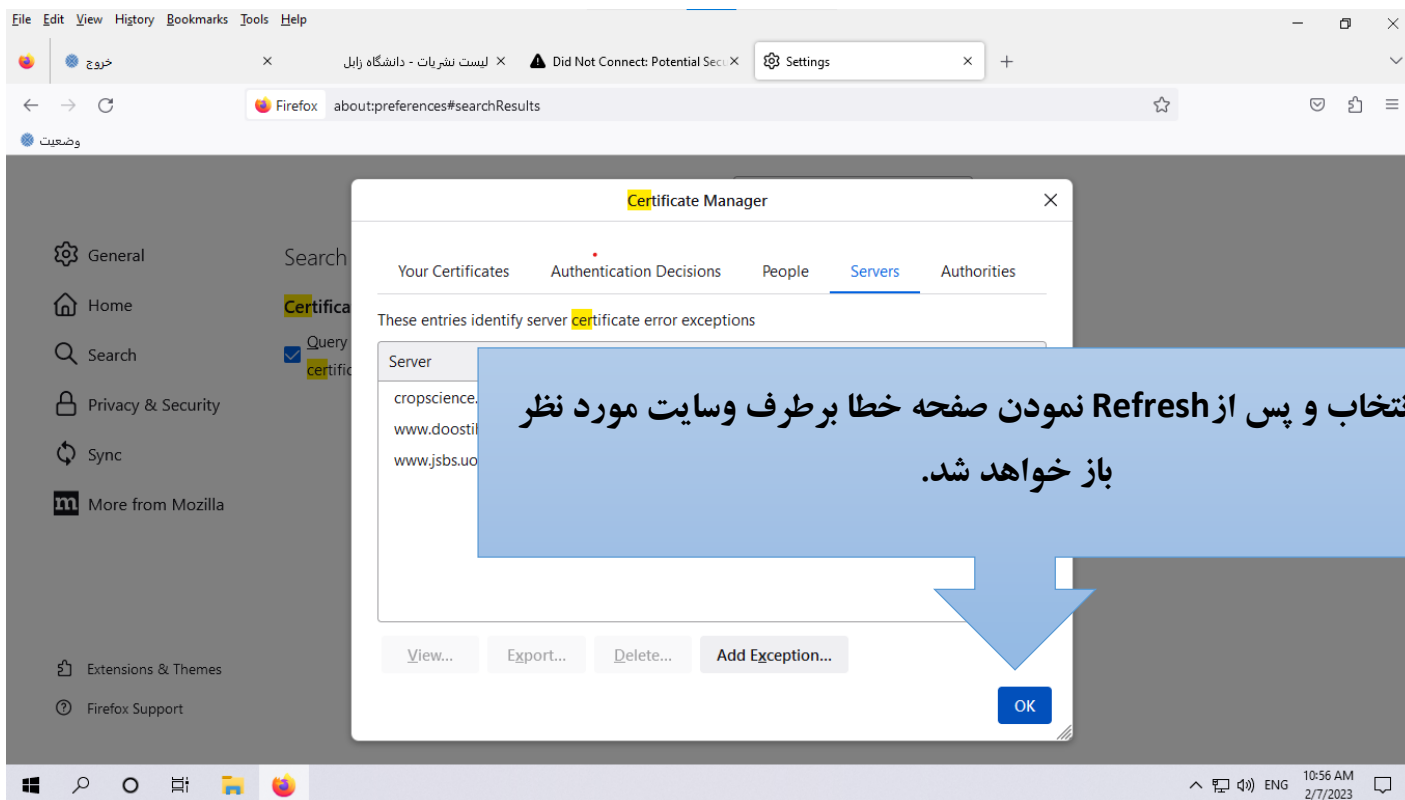 File Edit View History Bookmarks Tools Help
خروج
لیست نشریات - دانشگاه زابل
Did Not Connect: Potential Secu
Settings
Firefox about:preferences#searchResults
وضعیت
Certificate Manager
General
Home
Search
Privacy & Security
Sync
More from Mozilla
Extensions & Themes
Firefox Support
Search
Certifica
Query
certific
Your Certificates Authentication Decisions People Servers Authorities
These entries identify server certificate error exceptions
Server
cropscience.
www.doosti
www.jsbs.uo
نتخاب و پس ازRefresh نمودن صفحه خطا برطرف وسایت مورد نظر
باز خواهد شد.
View... Export... Delete... Add Exception...
OK
ENG
10:56 AM
2/7/2023